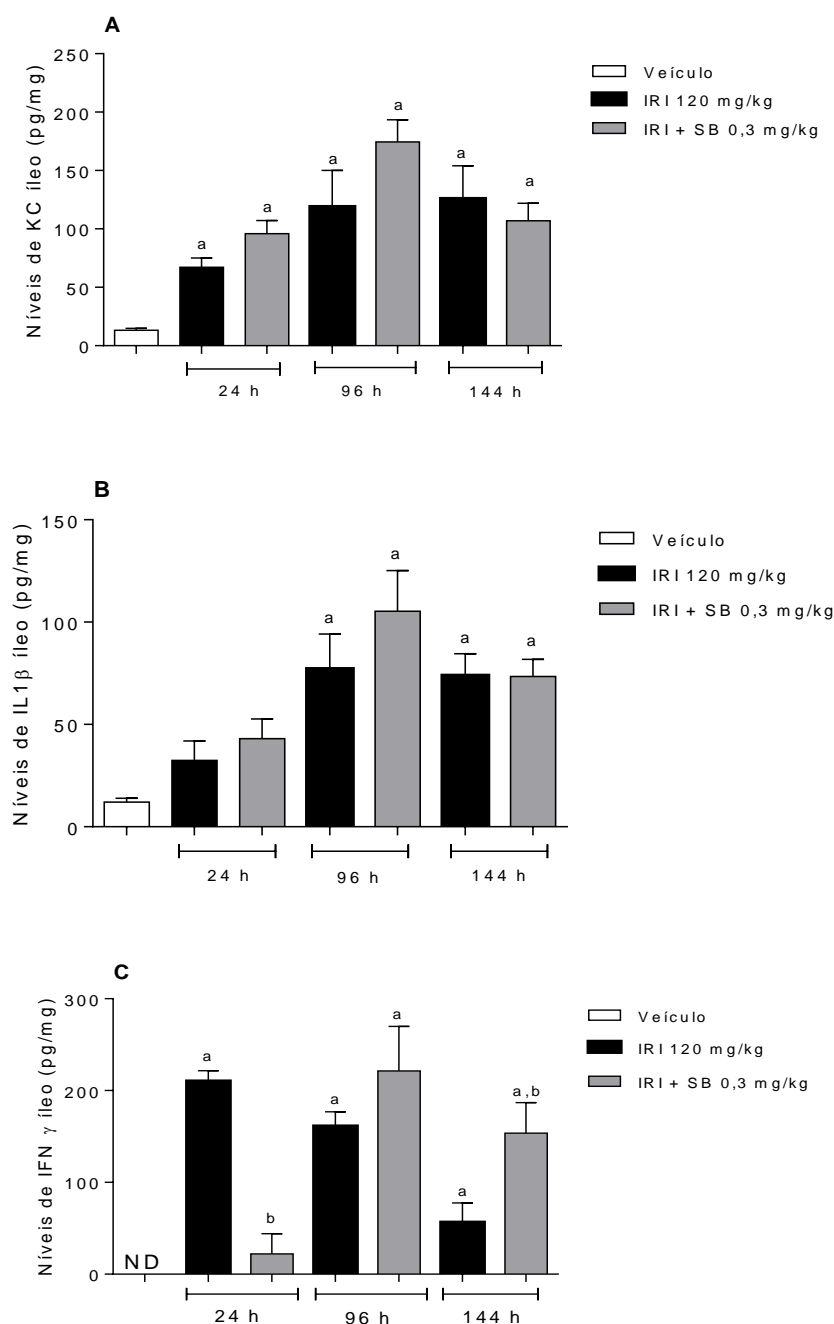 A
Níveis de KC íleo (pg/mg)
250
200
150
100
50
0
a
a
a
a
a
a
24 h
96 h
144 h
Veículo
IRI 120 mg/kg
IRI + SB 0,3 mg/kg
B
Níveis de IL1β íleo (pg/mg)
150
100
50
0
a
a
a
a
24 h
96 h
144 h
Veículo
IRI 120 mg/kg
IRI + SB 0,3 mg/kg
C
Níveis de IFN γ íleo (pg/mg)
300
200
100
0
ND
a
b
a
a
a
a,b
24 h
96 h
144 h
Veículo
IRI 120 mg/kg
IRI + SB 0,3 mg/kg